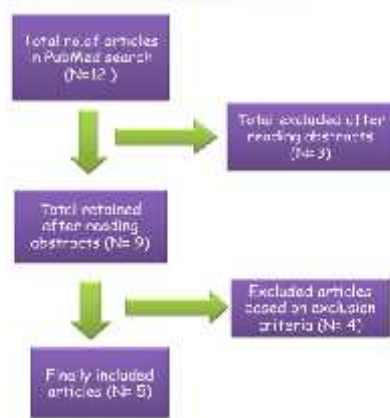 Total no.of articles
in PubMed search
(N=12 )
Total excluded after
reading abstracts
(N=3)
Total retained
after reading
abstracts (N= 9)
Excluded articles
based on exclusion
criteria (N= 4)
Finally included
articles (N= 5)